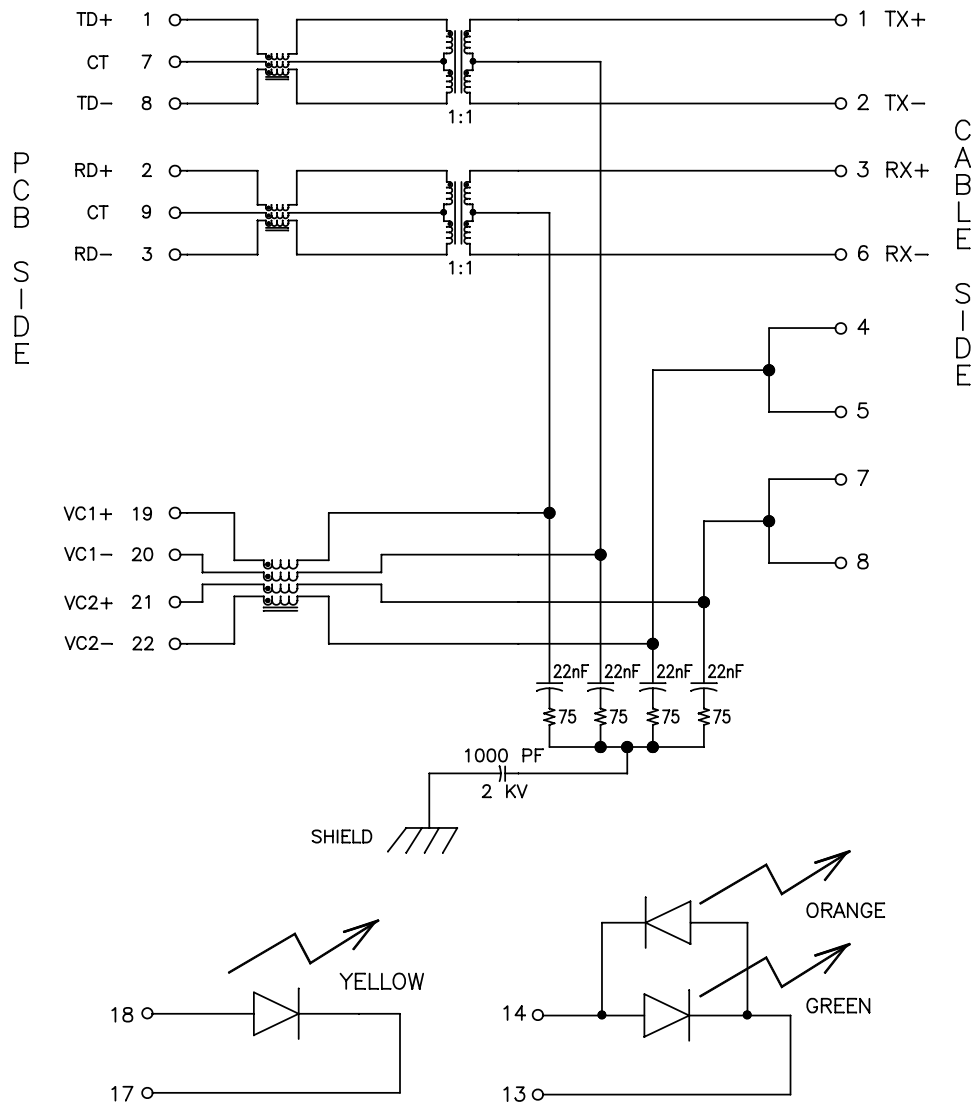 TD+ 1
CT 7
TD- 8
1:1
1 TX+
2 TX-
PCB SIDE
RD+ 2
CT 9
RD- 3
1:1
3 RX+
6 RX-
CABLE SIDE
4
5
7
8
VC1+ 19
VC1- 20
VC2+ 21
VC2- 22
22nF 22nF 22nF 22nF
75 75 75 75
1000 PF
2 KV
SHIELD
ORANGE
YELLOW
GREEN
18
17
14
13